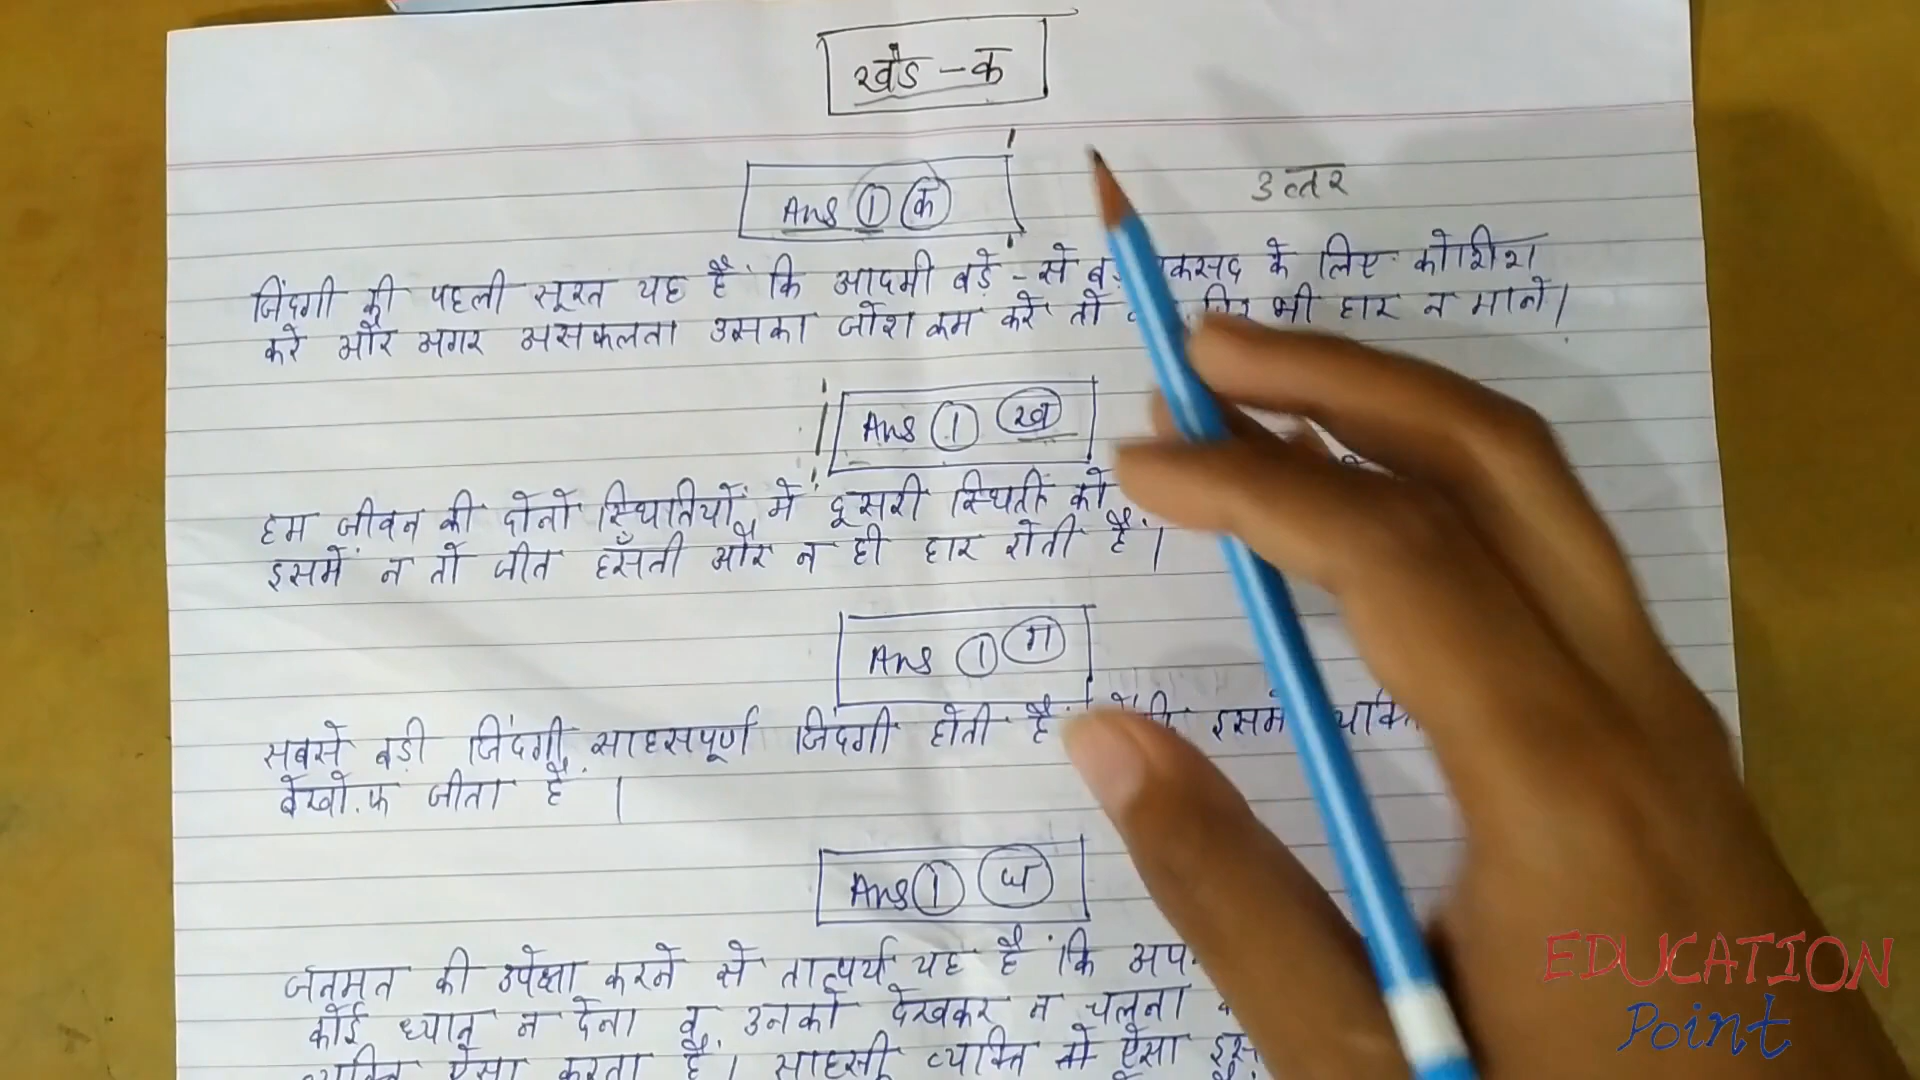 खंड - क
Ans ① क
उत्तर
जिंदगी की पहली सूरत यह है कि आदमी बड़े - से के लिए कोशिश
करे और अगर असफलता उसका जोश कम करे तो भी हार न माने।
Ans ① ख
हम जीवन की दोनों स्थितियों में दूसरी स्थिती को
इसमें न तो जीत हँसती और न ही हार रोती है।
Ans ① ग
सबसे बड़ी जिंदगी साहसपूर्ण जिंदगी होती है इसमें
बेखौफ जीता है।
Ans ① घ
जनमत की उपेक्षा करने से तात्पर्य यह है कि
कोई ध्यान न देना व उनको देखकर न चलना
व्यक्ति ऐसा करता है। साहसी व्यक्ति तो ऐसा
EDUCATION
Point